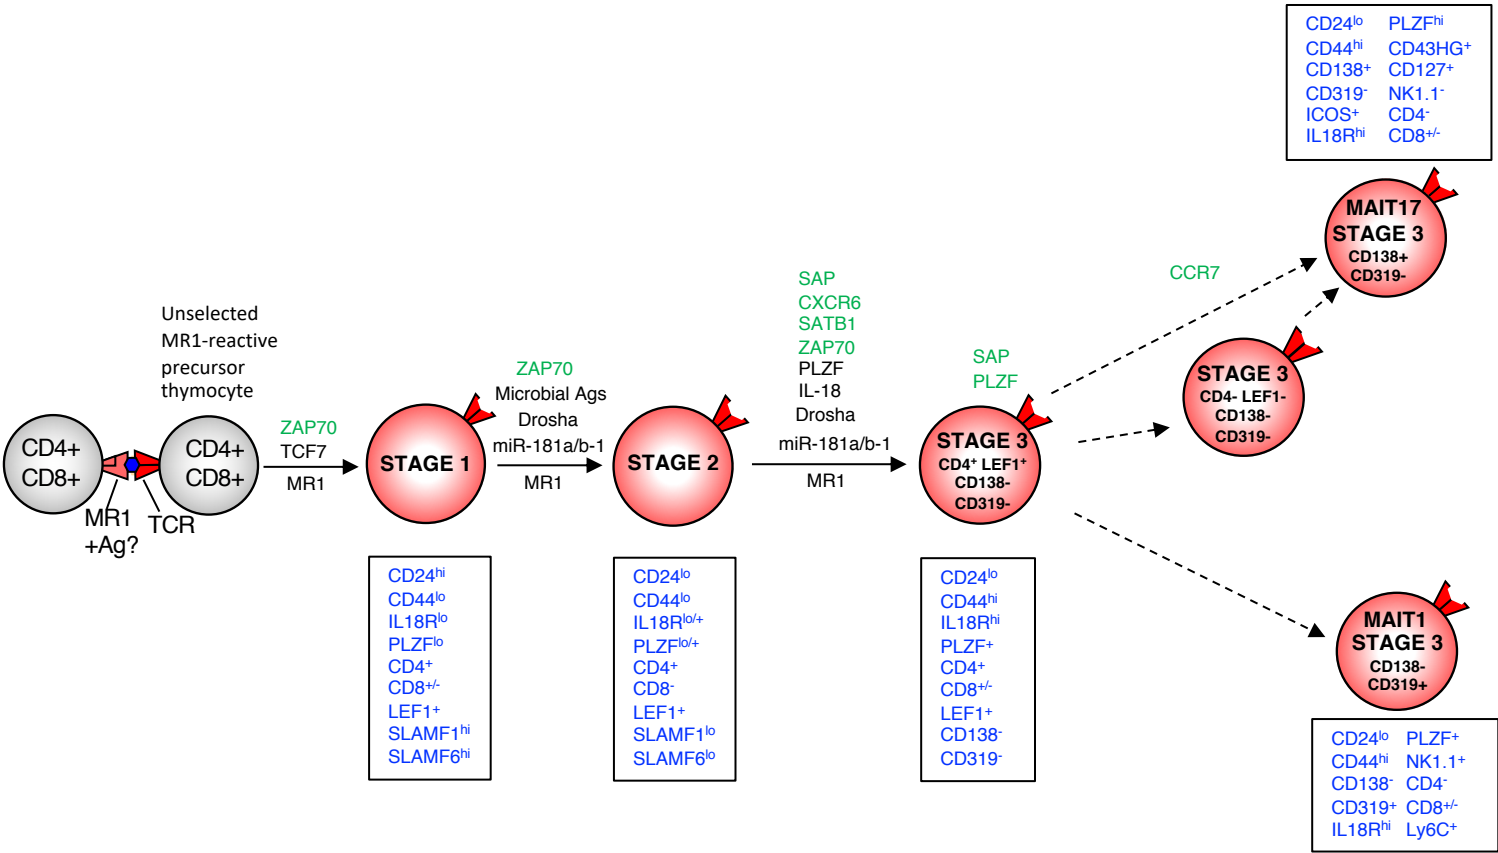 Unselected
MR1-reactive
precursor
thymocyte
CD4+
CD8+
CD4+
CD8+
MR1
+Ag?
TCR
ZAP70
TCF7
MR1
STAGE 1
CD24hi
CD44lo
IL18Rlo
PLZFlo
CD4+
CD8+/-
LEF1+
SLAMF1hi
SLAMF6hi
ZAP70
Microbial Ags
Drosha
miR-181a/b-1
MR1
STAGE 2
CD24lo
CD44lo
IL18Rlo/+
PLZFlo/+
CD4+
CD8-
LEF1+
SLAMF1lo
SLAMF6lo
SAP
CXCR6
SATB1
ZAP70
PLZF
IL-18
Drosha
miR-181a/b-1
MR1
SAP
PLZF
STAGE 3
CD4+ LEF1+
CD138-
CD319-
CD24lo
CD44hi
IL18Rhi
PLZF+
CD4+
CD8+/-
LEF1+
CD138-
CD319-
CCR7
STAGE 3
CD4- LEF1-
CD138-
CD319-
CD24lo PLZFhi
CD44hi CD43HG+
CD138+ CD127+
CD319- NK1.1-
ICOS+ CD4-
IL18Rhi CD8+/-
MAIT17
STAGE 3
CD138+
CD319-
MAIT1
STAGE 3
CD138-
CD319+
CD24lo PLZF+
CD44hi NK1.1+
CD138- CD4-
CD319+ CD8+/-
IL18Rhi Ly6C+